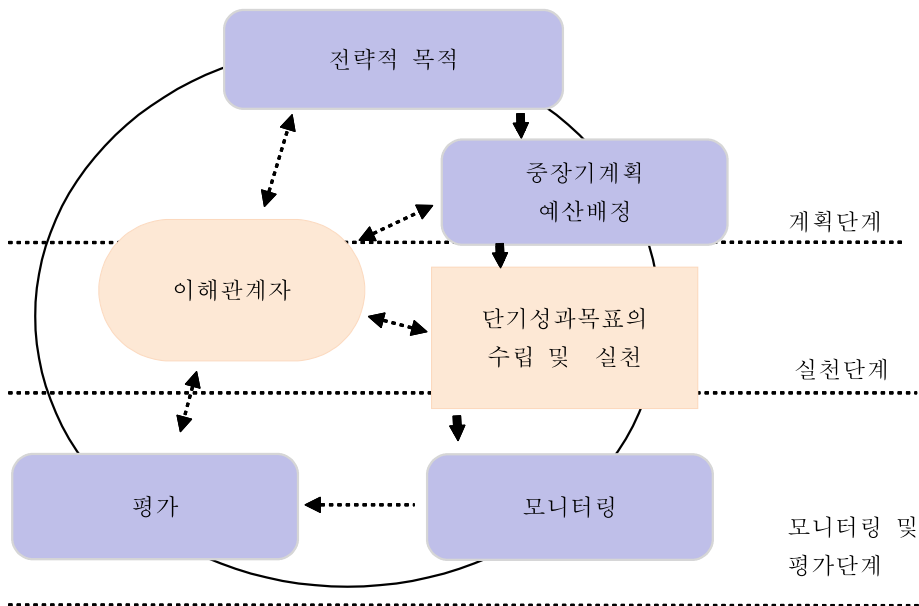 전략적 목적
중장기계획
예산배정
계획단계
이해관계자
단기성과목표의
수립 및 실천
실천단계
평가
모니터링
모니터링 및
평가단계